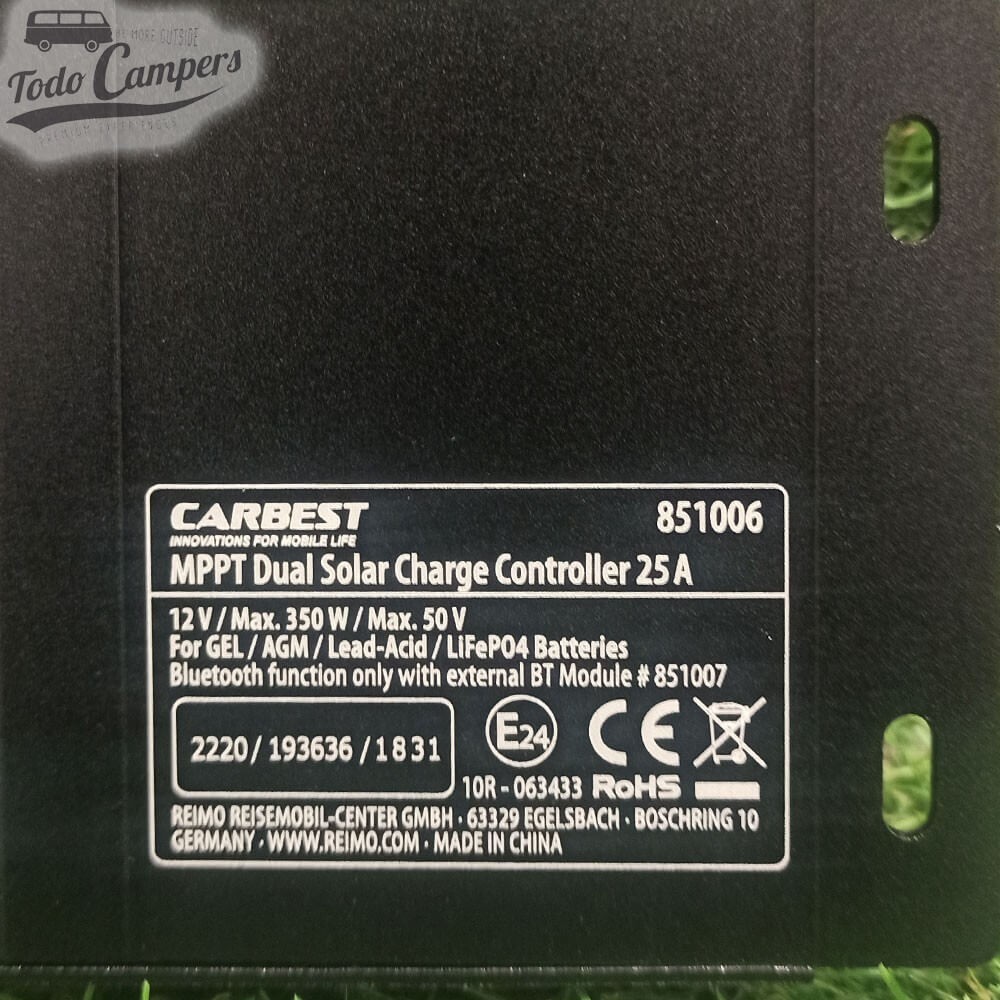 Todo Campers
CARBEST
851006
INNOVATIONS FOR MOBILE LIFE
MPPT Dual Solar Charge Controller 25 A
12 V / Max. 350 W / Max. 50 V
For GEL / AGM / Lead-Acid / LiFePO4 Batteries
Bluetooth function only with external BT Module # 851007
2220 / 193636 / 1831
E24
CE
10R - 063433 RoHS
REIMO REISEMOBIL-CENTER GMBH · 63329 EGELSBACH · BOSCHRING 10
GERMANY · WWW.REIMO.COM · MADE IN CHINA